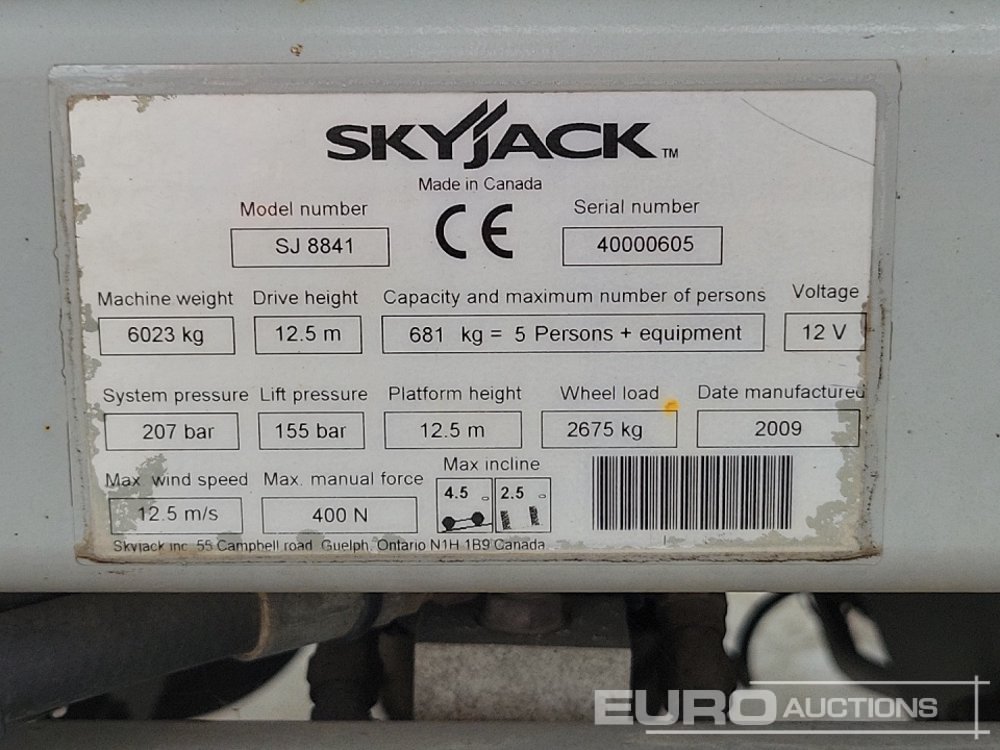 SKYJACK TM
Made in Canada
Model number
SJ 8841
CE
Serial number
40000605
Machine weight Drive height Capacity and maximum number of persons Voltage
6023 kg 12.5 m 681 kg = 5 Persons + equipment 12 V
System pressure Lift pressure Platform height Wheel load Date manufactured
207 bar 155 bar 12.5 m 2675 kg 2009
Max. wind speed Max. manual force Max incline
12.5 m/s 400 N 4.5 2.5
Skyjack inc. 55 Campbell road, Guelph, Ontario N1H 1B9 Canada
EURO AUCTIONS